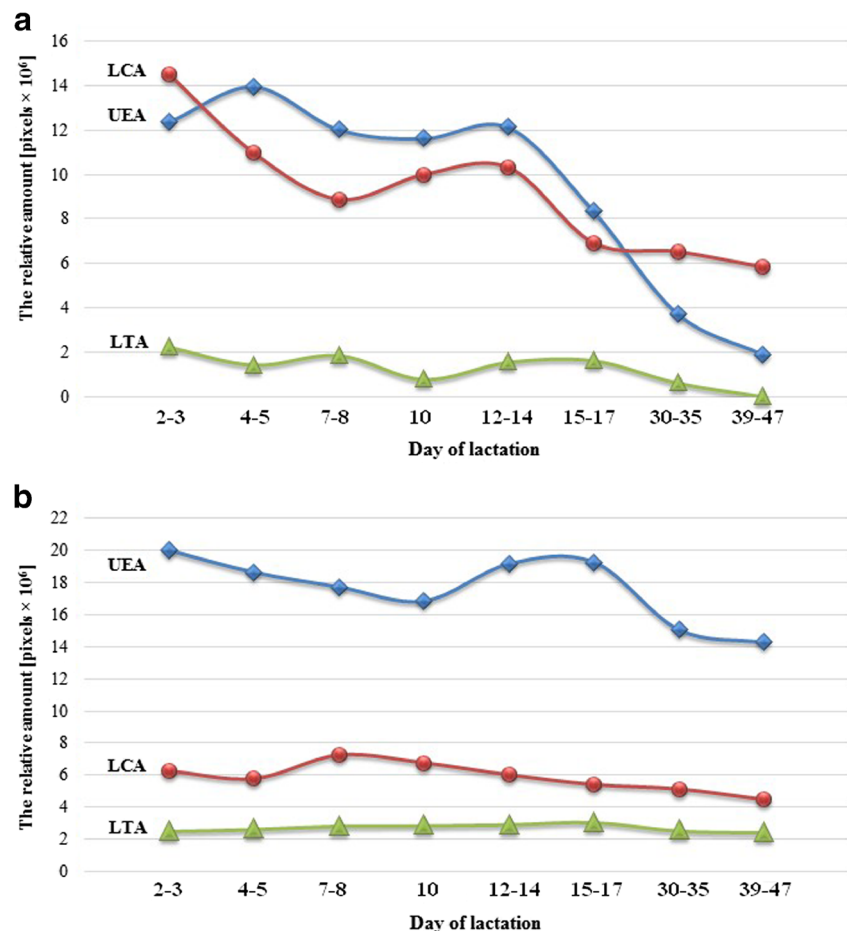 a
16
LCA
14
UEA
12
10
8
6
4
LTA
2
0
The relative amount [pixels × 10⁶]
2-3 4-5 7-8 10 12-14 15-17 30-35 39-47
Day of lactation
b
22
20
UEA
18
16
14
12
10
8
LCA
6
4
LTA
2
0
The relative amount [pixels × 10⁶]
2-3 4-5 7-8 10 12-14 15-17 30-35 39-47
Day of lactation